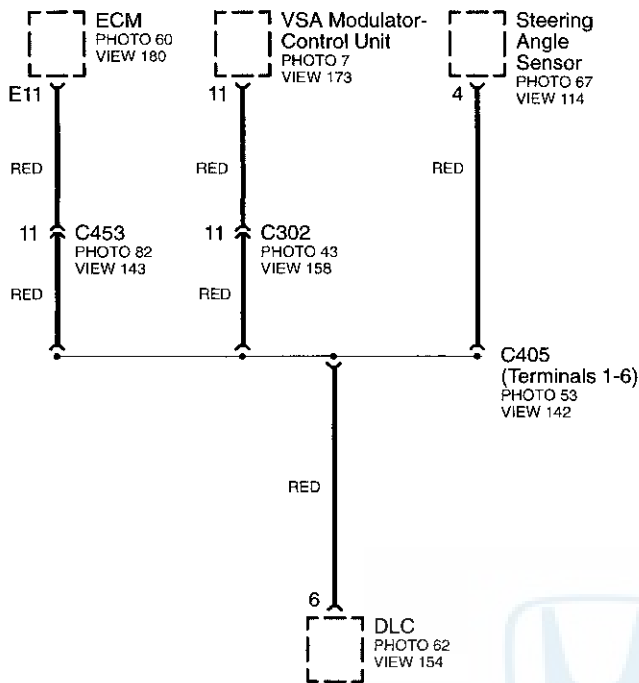 ECM
PHOTO 60
VIEW 180
VSA Modulator-
Control Unit
PHOTO 7
VIEW 173
Steering
Angle
Sensor
PHOTO 67
VIEW 114
E11
11
4
RED
RED
RED
11
C453
PHOTO 82
VIEW 143
11
C302
PHOTO 43
VIEW 158
RED
RED
C405
(Terminals 1-6)
PHOTO 53
VIEW 142
RED
6
DLC
PHOTO 62
VIEW 154